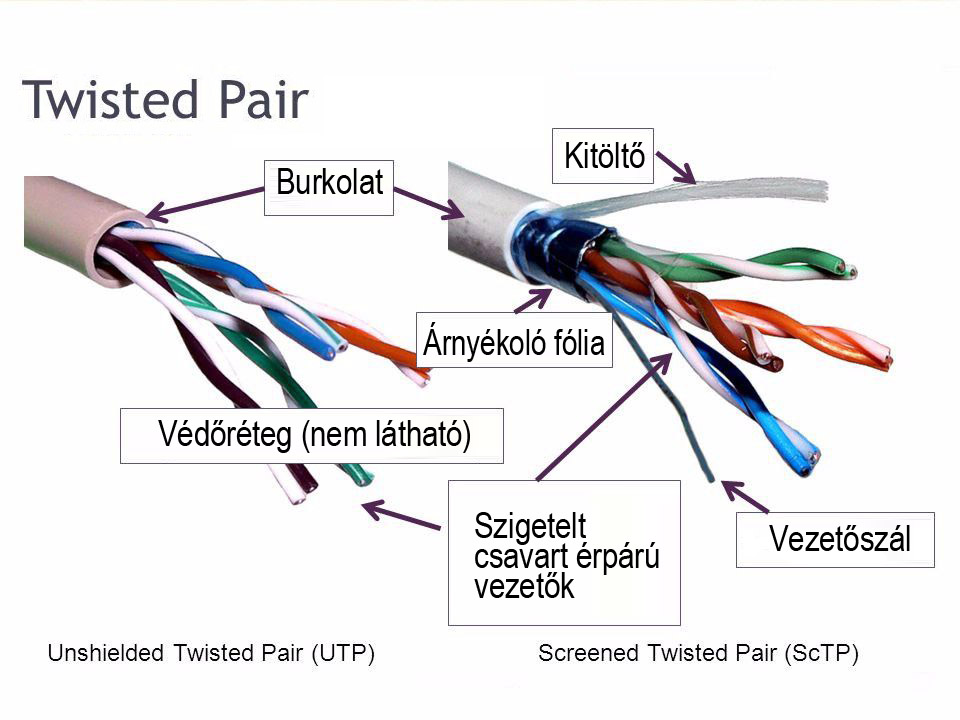 Twisted Pair
Kitöltő
Burkolat
Árnyékoló fólia
Védőréteg (nem látható)
Szigetelt
csavart érpárú
vezetők
Vezetőszál
Unshielded Twisted Pair (UTP)
Screened Twisted Pair (ScTP)